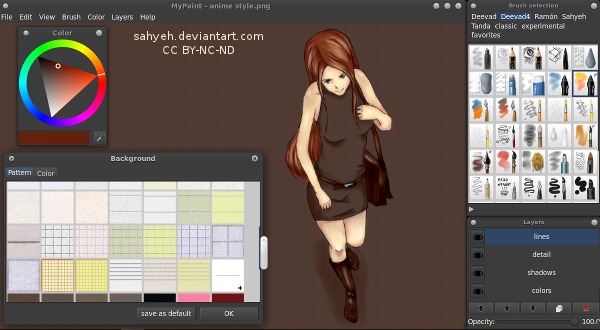 MyPaint - anime style.png
File Edit View Brush Color Layers Help
Color
sahyeh.deviantart.com
CC BY-NC-ND
Background
Pattern Color
save as default OK
Brush selection
Deevad Deevad4 Ramón Sahyeh
Tanda classic experimental
favorites
Layers
lines
detail
shadows
colors
Opacity: 100.0